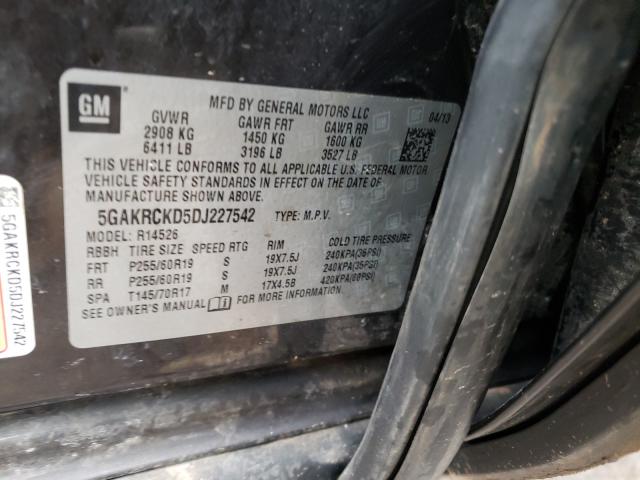 GM
MFD BY GENERAL MOTORS LLC
04/13
GVWR GAWR FRT GAWR RR
2908 KG 1450 KG 1600 KG
6411 LB 3196 LB 3527 LB
THIS VEHICLE CONFORMS TO ALL APPLICABLE U.S. FEDERAL MOTOR
VEHICLE SAFETY STANDARDS IN EFFECT ON THE DATE OF
MANUFACTURE SHOWN ABOVE.
5GAKRCKD5DJ227542 TYPE: M.P.V.
MODEL: R14526
RBBH TIRE SIZE SPEED RTG RIM COLD TIRE PRESSURE
FRT P255/60R19 S 19X7.5J 240KPA(35PSI)
RR P255/60R19 S 19X7.5J 240KPA(35PSI)
SPA T145/70R17 M 17X4.5B 420KPA(60PSI)
SEE OWNER'S MANUAL FOR MORE INFORMATION.
5GAKRCKD5DJ227542